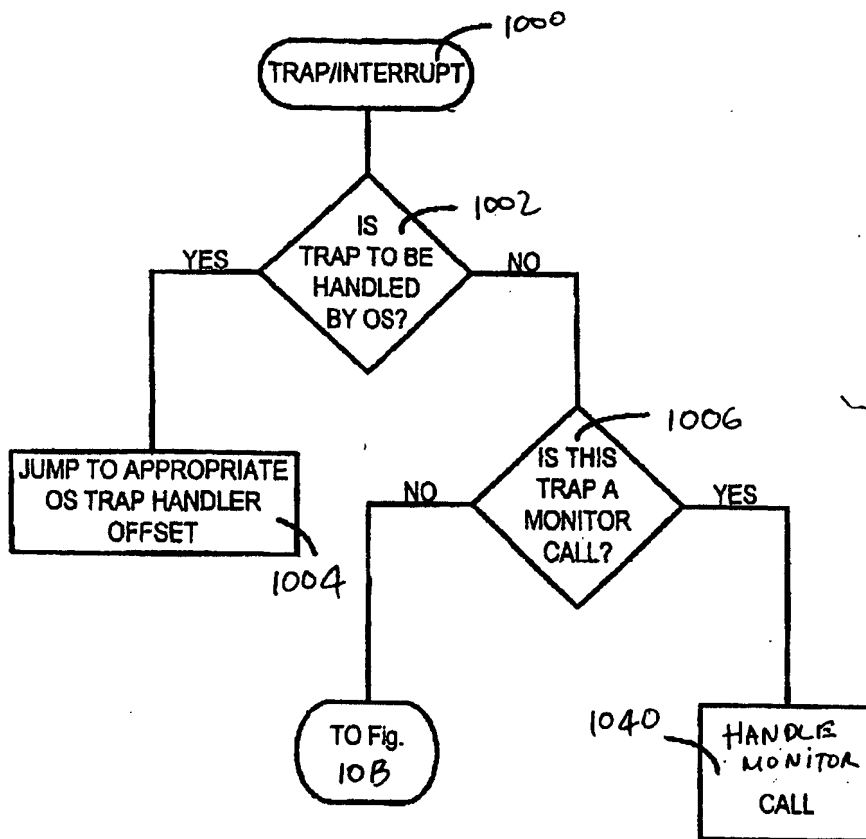 1000
TRAP/INTERRUPT
1002
IS
TRAP TO BE
HANDLED
BY OS?
YES
NO
1006
JUMP TO APPROPRIATE
OS TRAP HANDLER
OFFSET
1004
IS THIS
TRAP A
MONITOR
CALL?
NO
YES
TO Fig.
10B
1040
HANDLE
MONITOR
CALL